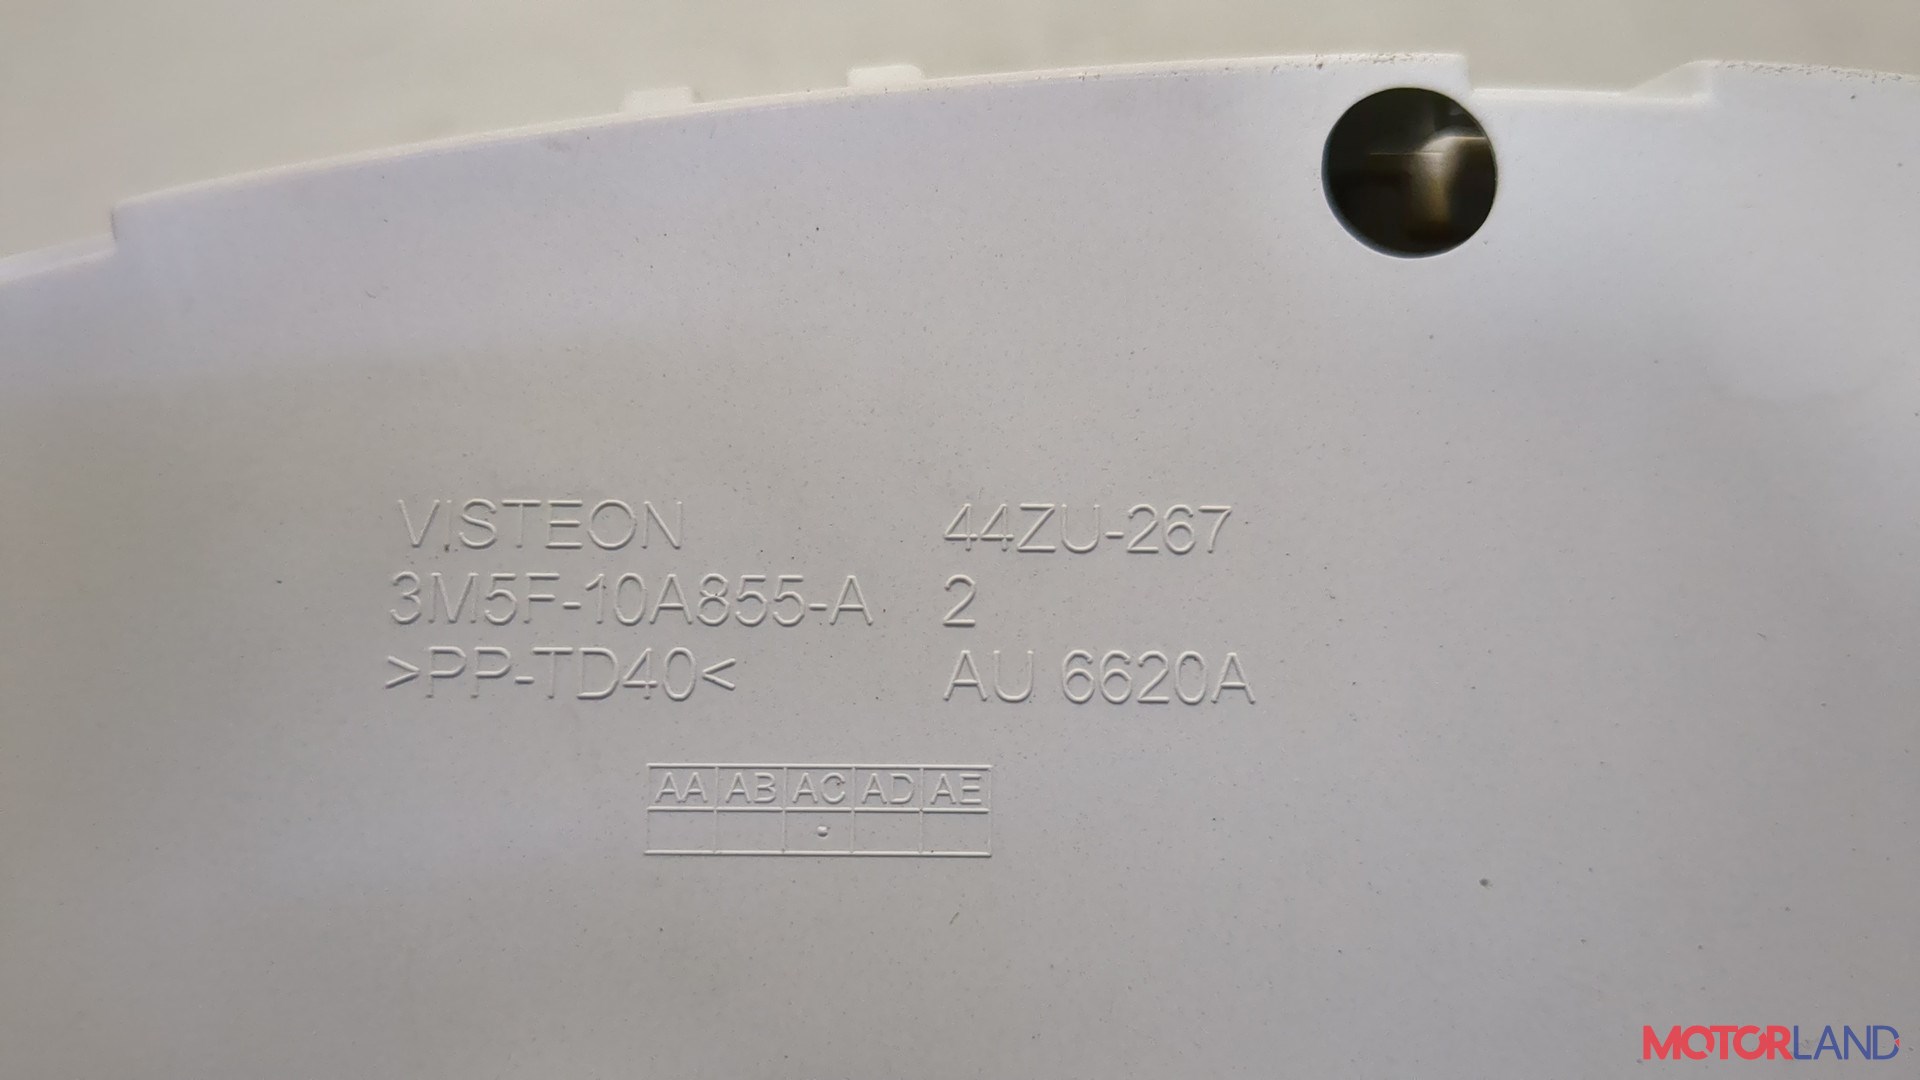 VISTEON 44ZU-267
3M5F-10A855-A 2
>PP-TD40< AU 6620A
AA AB AC AD AE
MOTORLAND